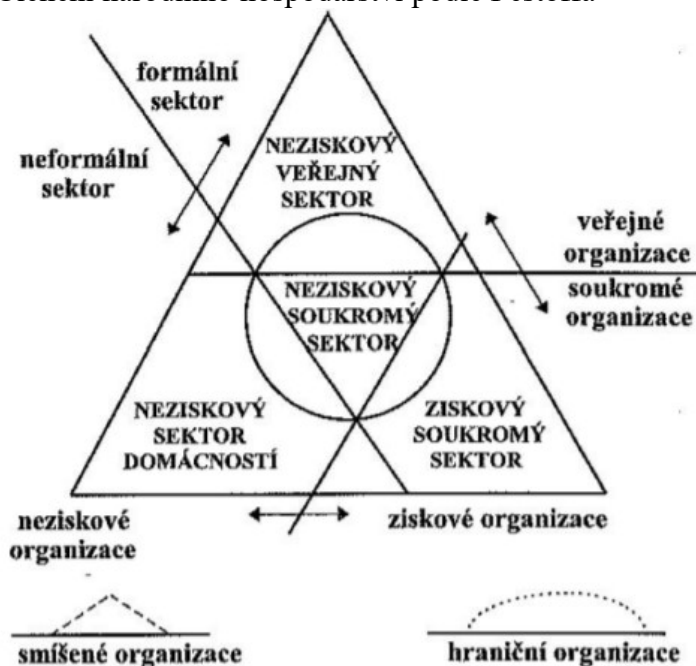 formální
sektor
neformální
sektor
NEZISKOVÝ
VEŘEJNÝ
SEKTOR
veřejné
organizace
soukromé
organizace
NEZISKOVÝ
SOUKROMÝ
SEKTOR
NEZISKOVÝ
SEKTOR
DOMÁCNOSTÍ
ZISKOVÝ
SOUKROMÝ
SEKTOR
neziskové
organizace
ziskové organizace
smíšené organizace
hraniční organizace